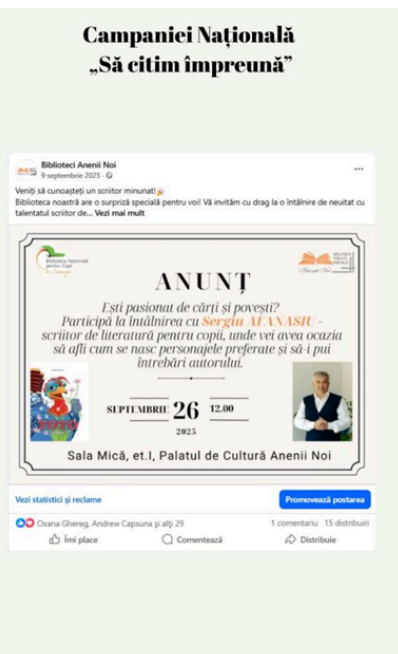 Campaniei Națională
„Să citim împreună”
Biblioteci Anenii Noi
9 septembrie 2025 ·
Veniți să cunoașteți un scriitor minunat!🎉
Biblioteca noastră are o surpriză specială pentru voi! Vă invităm cu drag la o întâlnire de neuitat cu
talentatul scriitor de... Vezi mai mult
Biblioteca Națională
pentru Copii
ANUNȚ
Ești pasionat de cărți și povești?
Participă la întâlnirea cu Sergiu AFANASIU -
scriitor de literatură pentru copii, unde vei avea ocazia
să afli cum se nasc personajele preferate și să-i pui
întrebări autorului.
SEPTEMBRIE 26 12.00
2025
Sala Mică, et.I, Palatul de Cultură Anenii Noi
Vezi statistici și reclame
Promovează postarea
Oxana Ghereg, Andrew Capsuna și alți 29
1 comentariu 15 distribuiri
Îmi place
Comentează
Distribuie